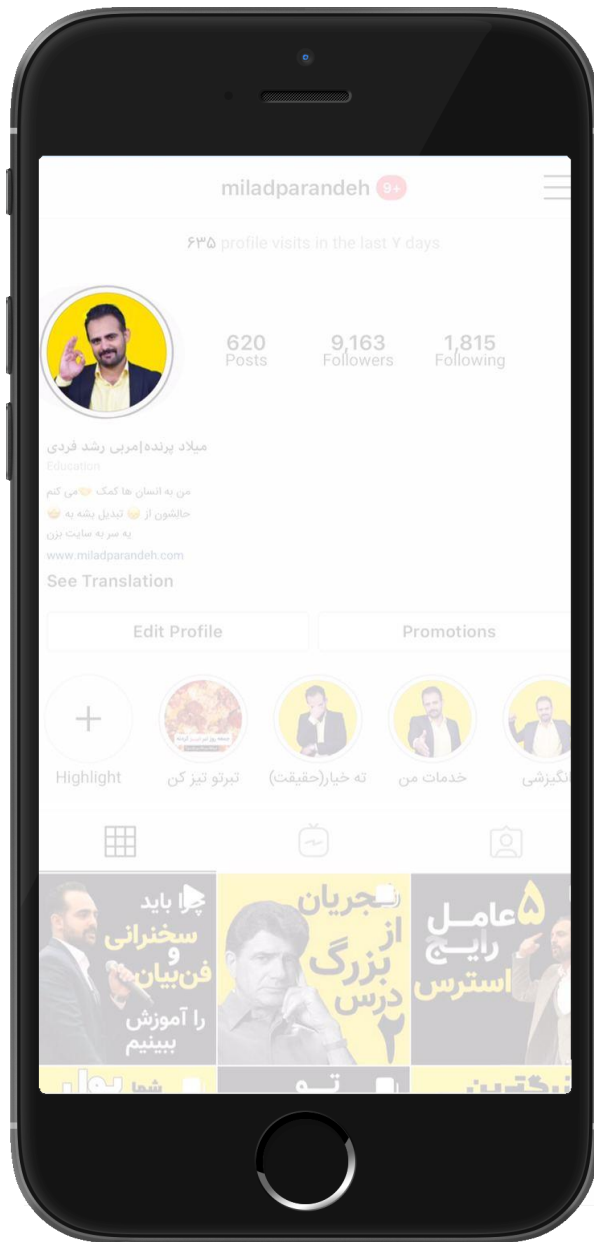 miladparandeh 9+
۶۳۵ profile visits in the last ۷ days
620 9,163 1,815
Posts Followers Following
میلاد پرنده|مربی رشد فردی
Education
من به انسان ها کمک 🤝می کنم
حالشون از 😔 تبدیل بشه به 🤩
یه سر به سایت بزن
www.miladparandeh.com
See Translation
Edit Profile Promotions
Highlight تبرتو تیز کن ته خیار(حقیقت) خدمات من انگیزشی
چرا باید
سخنرانی
و
فن‌بیان
را آموزش
ببینیم
شجریان
از
بزرگ
درس
۲
۵ عامل
رایج
استرس
شما پول
تو
بزرگترین